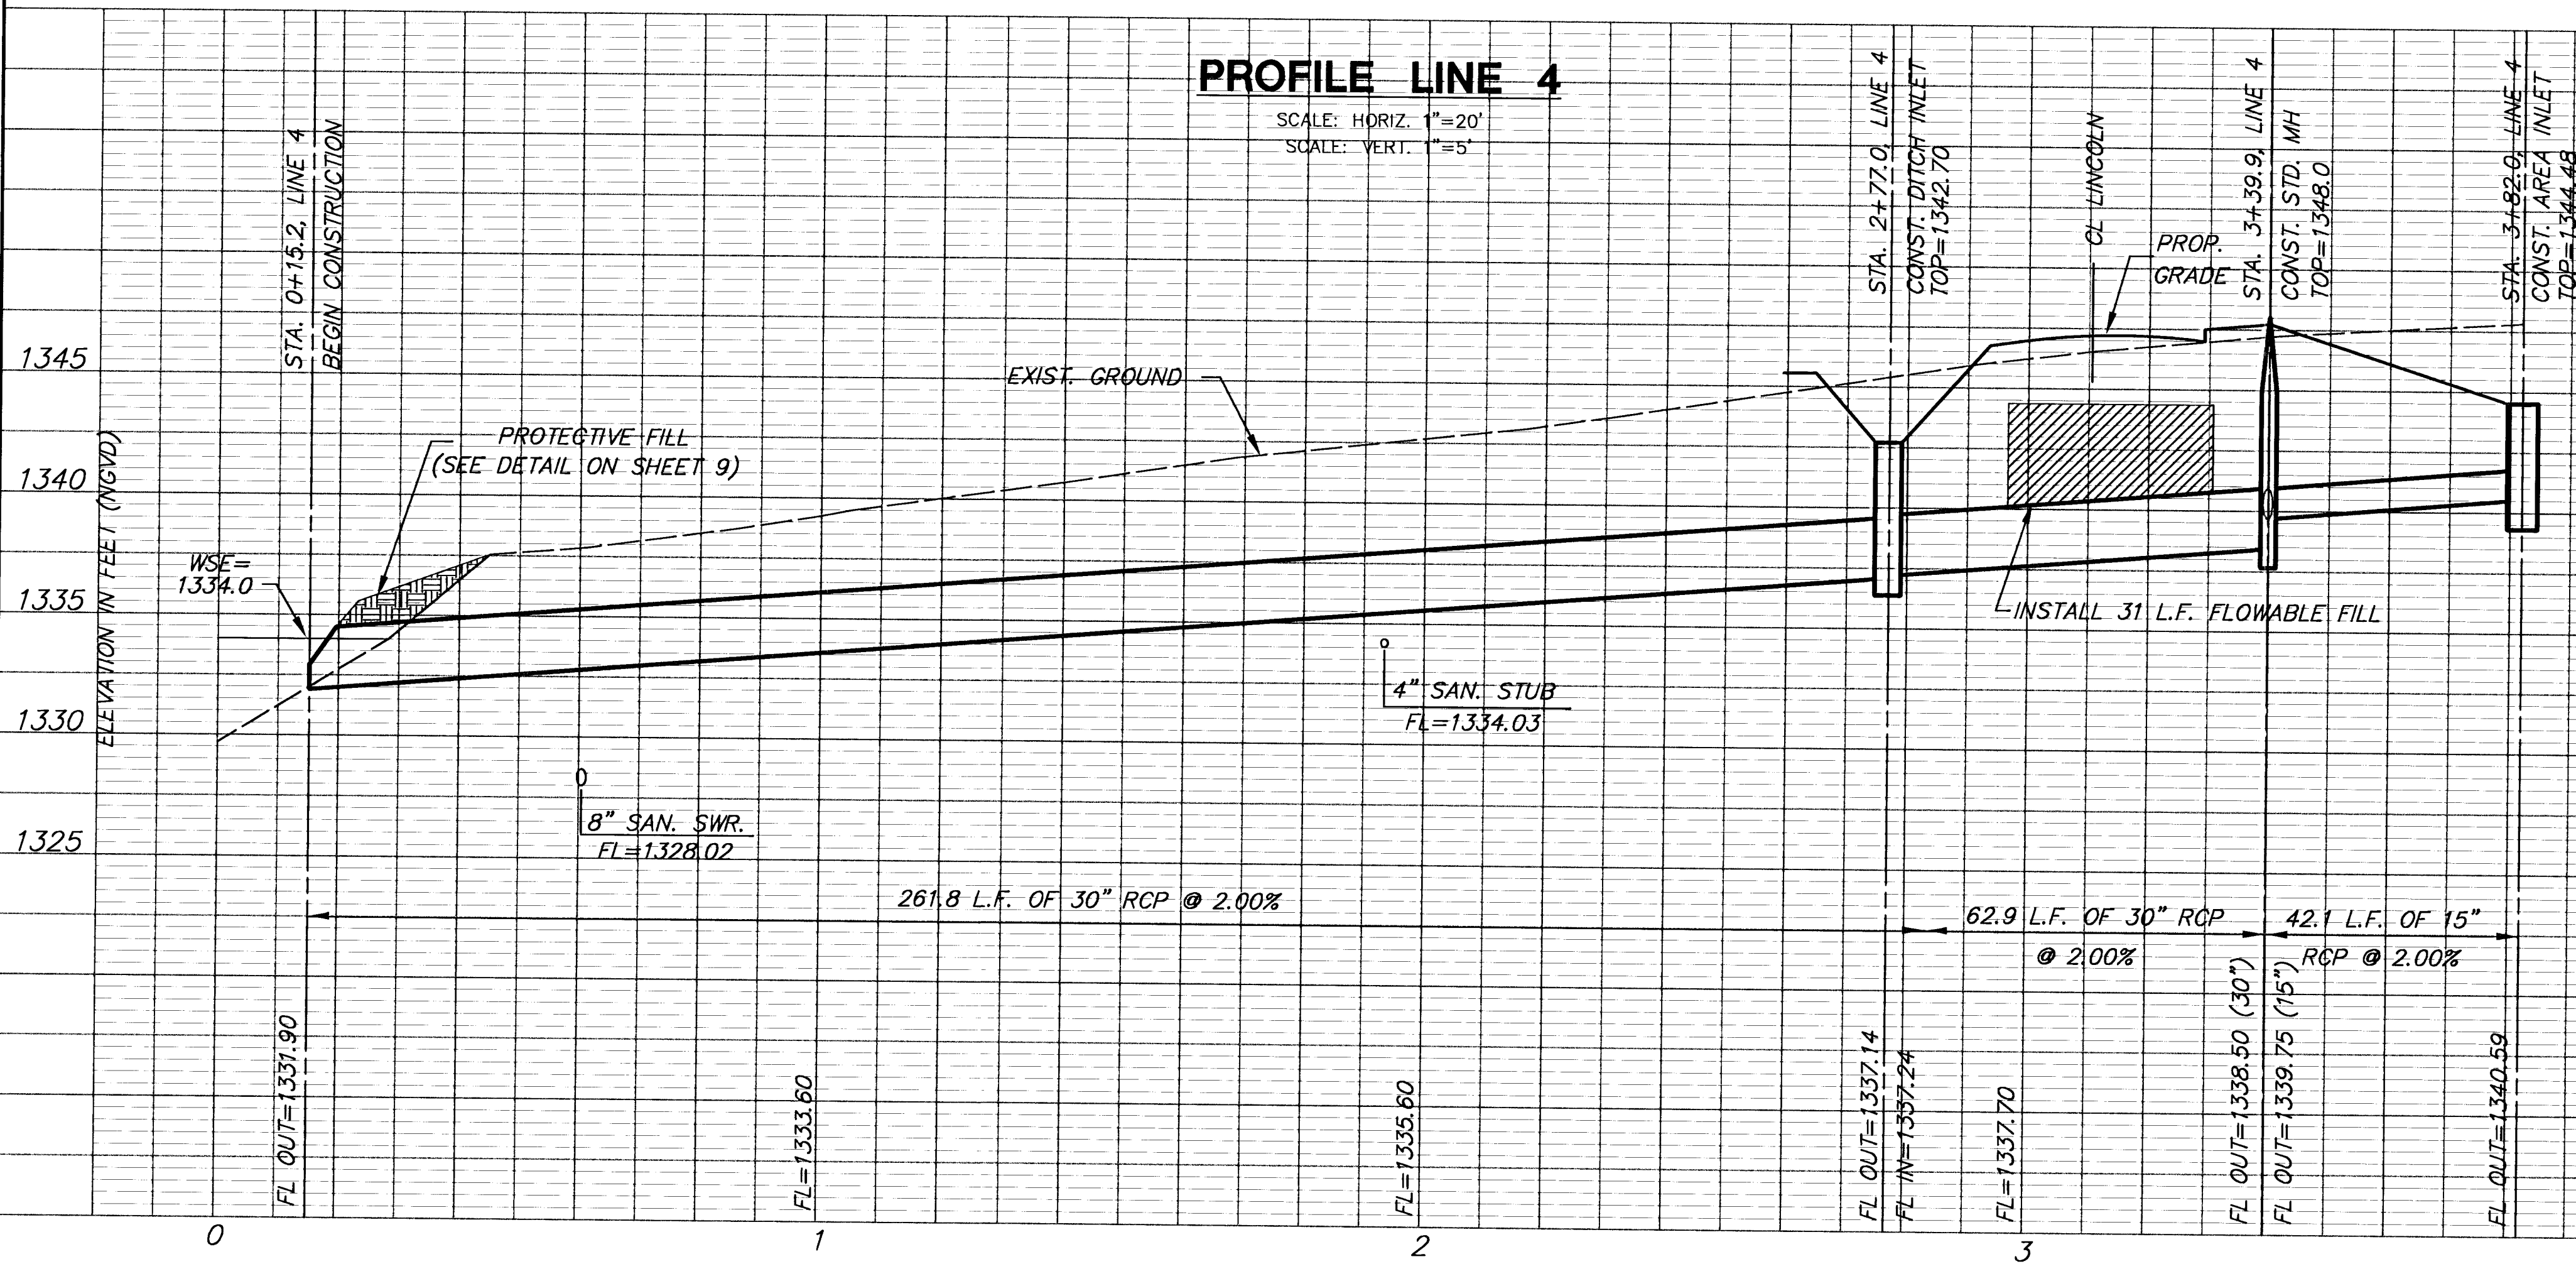 PROFILE LINE 4
SCALE: HORIZ. 1"=20'
SCALE: VERT. 1"=5'
STA. 0+15.2, LINE 4
BEGIN CONSTRUCTION
STA. 2+77.0, LINE 4
CONST. DITCH INLET
TOP=1342.70
CL LINCOLN
PROP.
GRADE
STA. 3+39.9, LINE 4
CONST. STD. MH
TOP=1348.0
STA. 3+82.0, LINE 4
CONST. AREA INLET
TOP=1344.48
1345
1340
1335
1330
1325
ELEVATION IN FEET (NGVD)
EXIST. GROUND
PROTECTIVE FILL
(SEE DETAIL ON SHEET 9)
WSE=
1334.0
INSTALL 31 L.F. FLOWABLE FILL
4" SAN. STUB
FL=1334.03
8" SAN. SWR.
FL=1328.02
261.8 L.F. OF 30" RCP @ 2.00%
62.9 L.F. OF 30" RCP
@ 2.00%
42.1 L.F. OF 15"
RCP @ 2.00%
FL OUT=1331.90
FL=1333.60
FL=1335.60
FL OUT=1337.14
FL IN=1337.24
FL=1337.70
FL OUT=1338.50 (30")
FL OUT=1339.75 (15")
FL OUT=1340.59
0
1
2
3